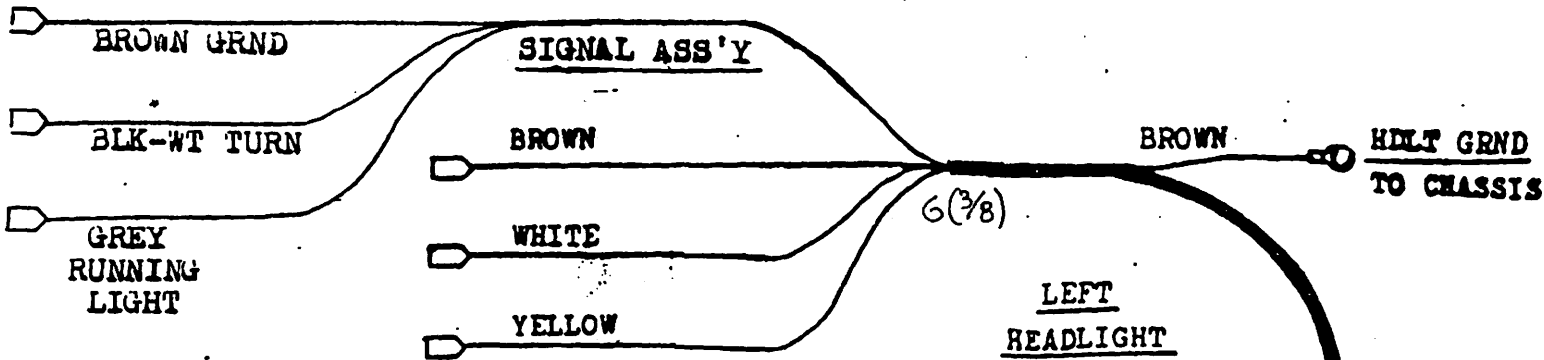 BROWN GRND
SIGNAL ASS'Y
BLK-WT TURN
BROWN
BROWN
HDLT GRND
TO CHASSIS
GREY
RUNNING
LIGHT
WHITE
6(3/8)
YELLOW
LEFT
HEADLIGHT